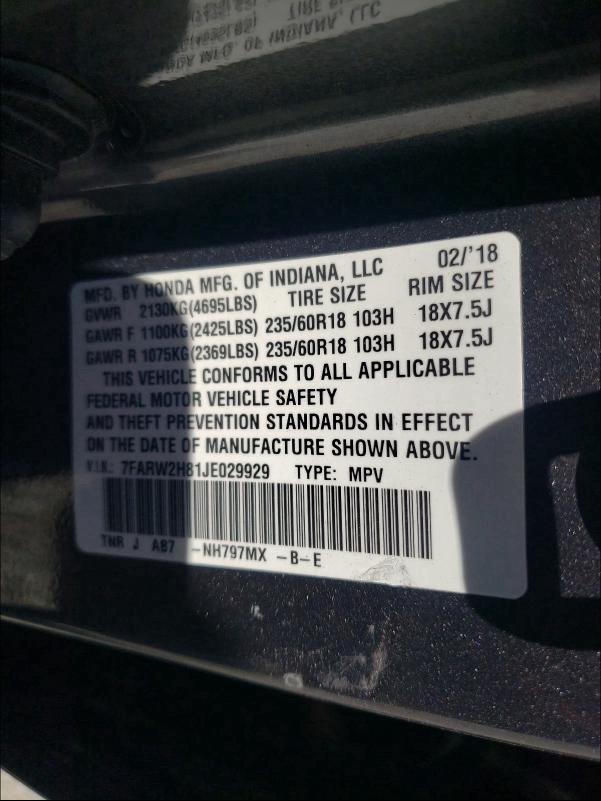 MFD. BY HONDA MFG. OF INDIANA, LLC 02/'18
GVWR 2130KG(4695LBS) TIRE SIZE RIM SIZE
GAWR F 1100KG(2425LBS) 235/60R18 103H 18X7.5J
GAWR R 1075KG(2369LBS) 235/60R18 103H 18X7.5J
THIS VEHICLE CONFORMS TO ALL APPLICABLE
FEDERAL MOTOR VEHICLE SAFETY
AND THEFT PREVENTION STANDARDS IN EFFECT
ON THE DATE OF MANUFACTURE SHOWN ABOVE.
V.I.N.: 7FARW2H81JE029929 TYPE: MPV
TNR J A87 -NH797MX -B-E